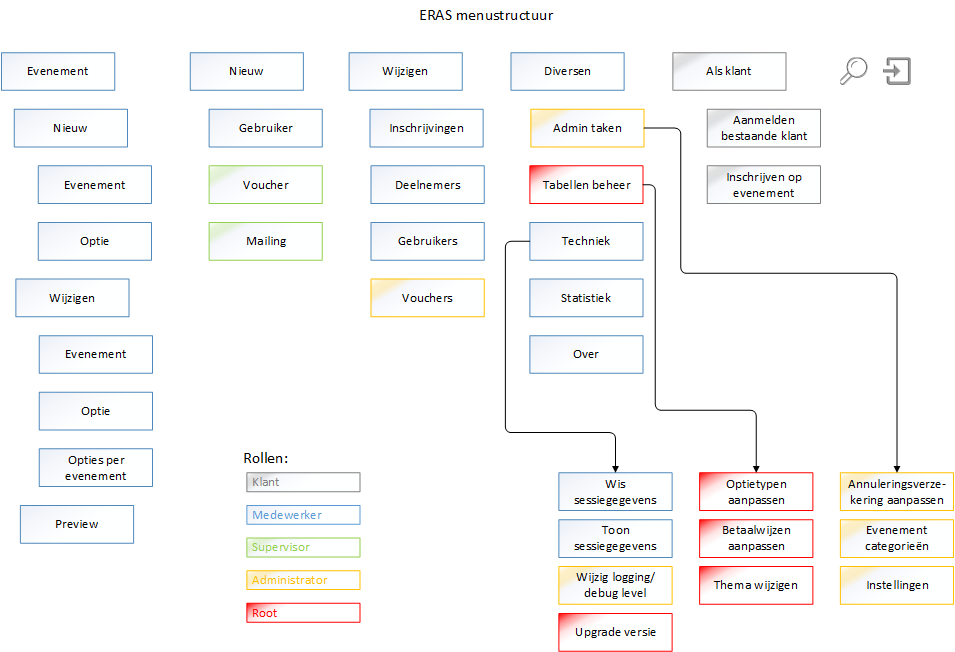 ERAS menustructuur
Evenement
Nieuw
Evenement
Optie
Wijzigen
Evenement
Optie
Opties per
evenement
Preview
Nieuw
Gebruiker
Voucher
Mailing
Wijzigen
Inschrijvingen
Deelnemers
Gebruikers
Vouchers
Diversen
Admin taken
Tabellen beheer
Techniek
Statistiek
Over
Als klant
Aanmelden
bestaande klant
Inschrijven op
evenement
Rollen:
Klant
Medewerker
Supervisor
Administrator
Root
Wis
sessiegegevens
Toon
sessiegegevens
Wijzig logging/
debug level
Upgrade versie
Optietypen
aanpassen
Betaalwijzen
aanpassen
Thema wijzigen
Annuleringsverze-
kering aanpassen
Evenement
categorieën
Instellingen